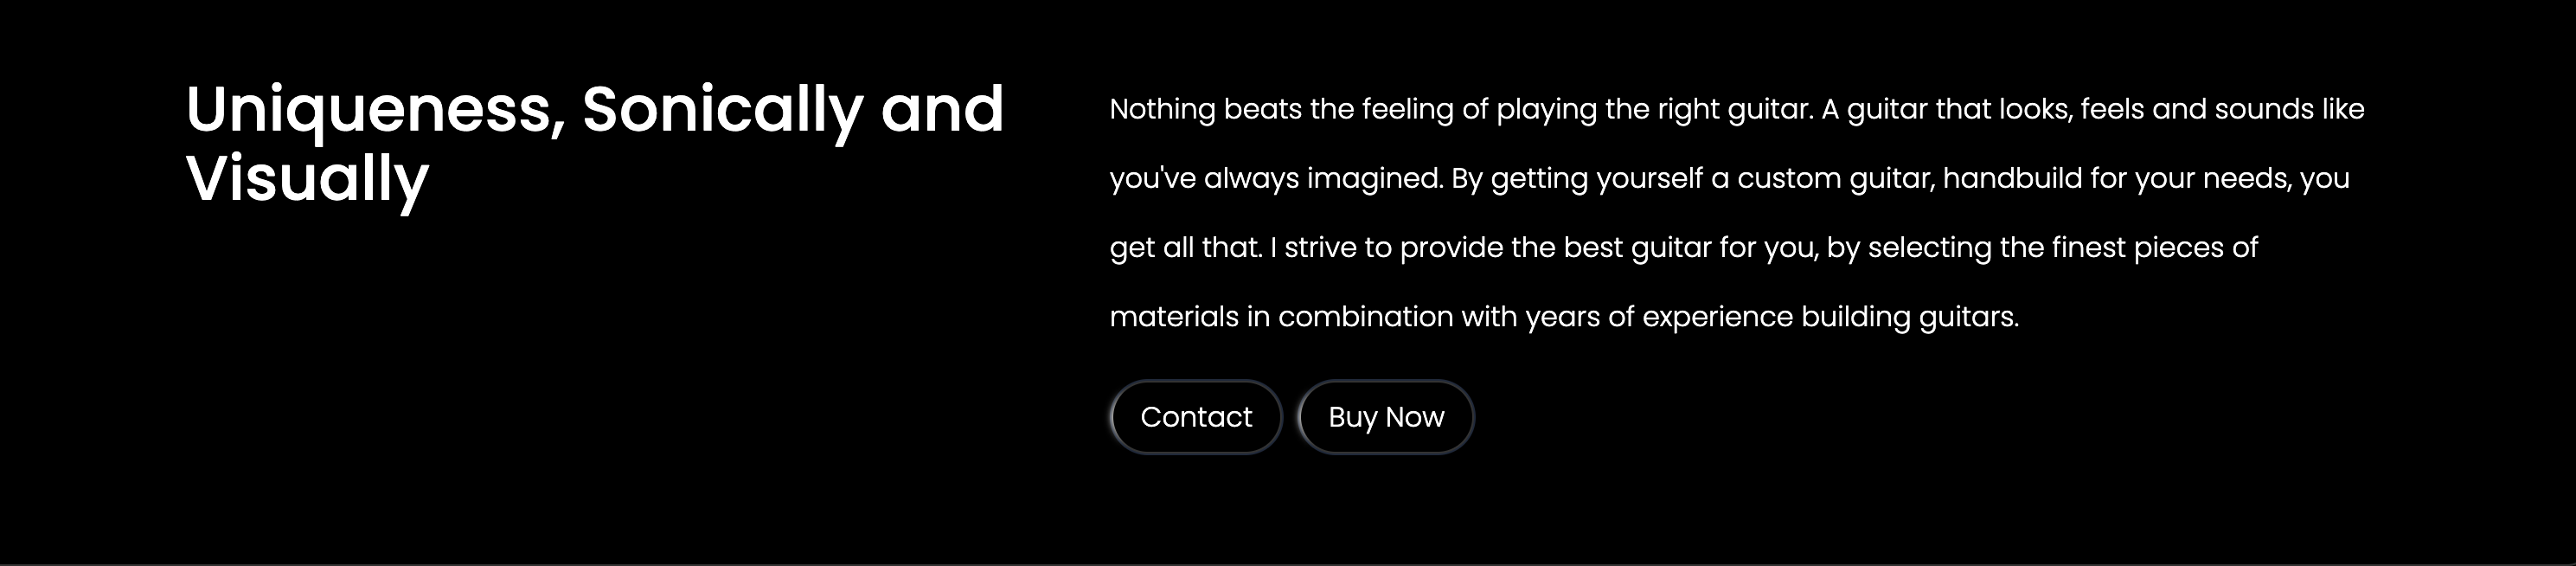 Uniqueness, Sonically and
Visually
Nothing beats the feeling of playing the right guitar. A guitar that looks, feels and sounds like
you've always imagined. By getting yourself a custom guitar, handbuild for your needs, you
get all that. I strive to provide the best guitar for you, by selecting the finest pieces of
materials in combination with years of experience building guitars.
Contact
Buy Now